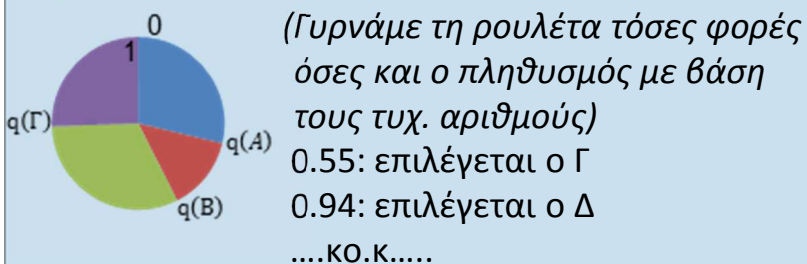 0
1
q(Γ)
q(A)
q(B)
(Γυρνάμε τη ρουλέτα τόσες φορές
όσες και ο πληθυσμός με βάση
τους τυχ. αριθμούς)
0.55: επιλέγεται ο Γ
0.94: επιλέγεται ο Δ
....κο.κ.....